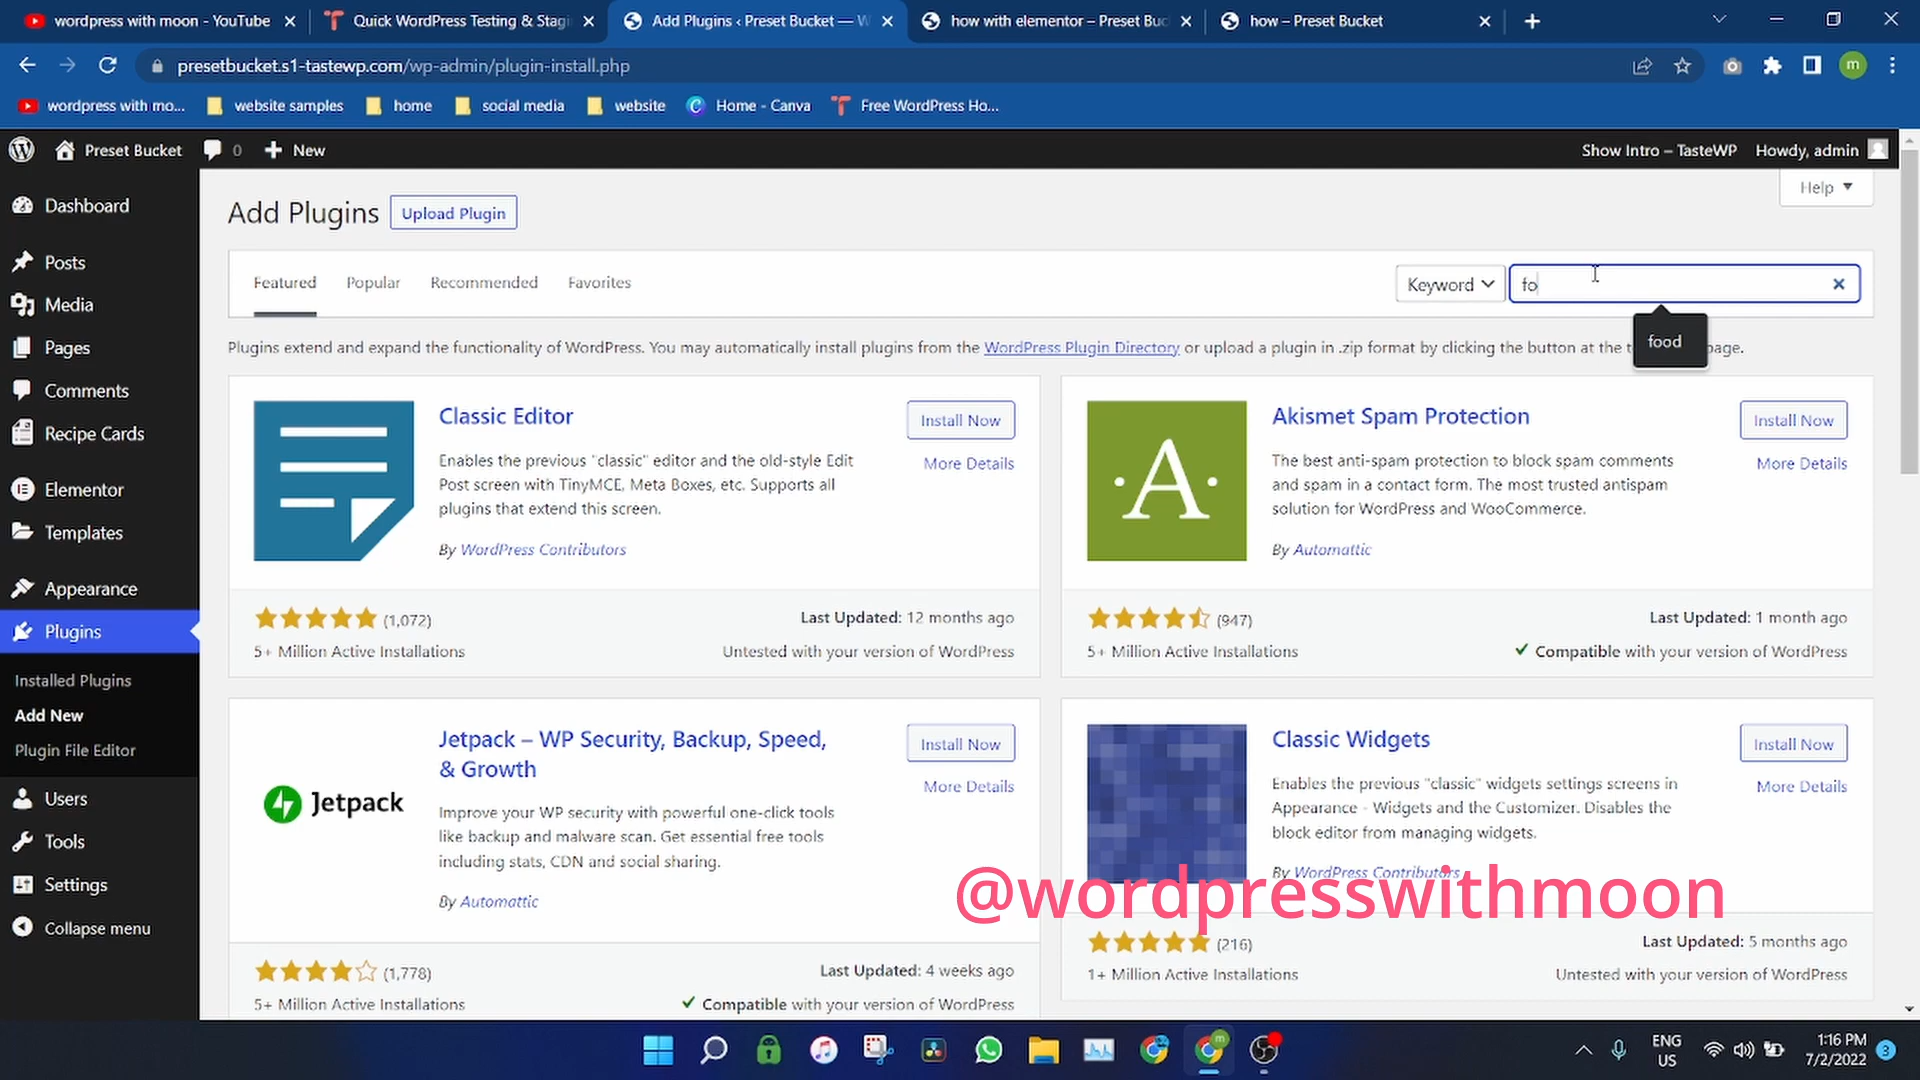 wordpress with moon - YouTube
Quick WordPress Testing & Stagi
Add Plugins ‹ Preset Bucket — W
how with elementor – Preset Buc
how – Preset Bucket
presetbucket.s1-tastewp.com/wp-admin/plugin-install.php
m
wordpress with mo...
website samples
home
social media
website
Home - Canva
Free WordPress Ho...
Preset Bucket
0
New
Show Intro – TasteWP
Howdy, admin
Dashboard
Posts
Media
Pages
Comments
Recipe Cards
Elementor
Templates
Appearance
Plugins
Installed Plugins
Add New
Plugin File Editor
Users
Tools
Settings
Collapse menu
Help
Add Plugins
Upload Plugin
Featured
Popular
Recommended
Favorites
Keyword
fo
food
Plugins extend and expand the functionality of WordPress. You may automatically install plugins from the WordPress Plugin Directory or upload a plugin in .zip format by clicking the button at the t page.
Classic Editor
Install Now
More Details
Enables the previous "classic" editor and the old-style Edit
Post screen with TinyMCE, Meta Boxes, etc. Supports all
plugins that extend this screen.
By WordPress Contributors
(1,072)
Last Updated: 12 months ago
5+ Million Active Installations
Untested with your version of WordPress
A
Akismet Spam Protection
Install Now
More Details
The best anti-spam protection to block spam comments
and spam in a contact form. The most trusted antispam
solution for WordPress and WooCommerce.
By Automattic
(947)
Last Updated: 1 month ago
5+ Million Active Installations
Compatible with your version of WordPress
Jetpack
Jetpack – WP Security, Backup, Speed,
& Growth
Install Now
More Details
Improve your WP security with powerful one-click tools
like backup and malware scan. Get essential free tools
including stats, CDN and social sharing.
By Automattic
(1,778)
Last Updated: 4 weeks ago
5+ Million Active Installations
Compatible with your version of WordPress
Classic Widgets
Install Now
More Details
Enables the previous "classic" widgets settings screens in
Appearance - Widgets and the Customizer. Disables the
block editor from managing widgets.
By WordPress Contributors
@wordpresswithmoon
(216)
Last Updated: 5 months ago
1+ Million Active Installations
Untested with your version of WordPress
ENG
US
1:16 PM
7/2/2022
3